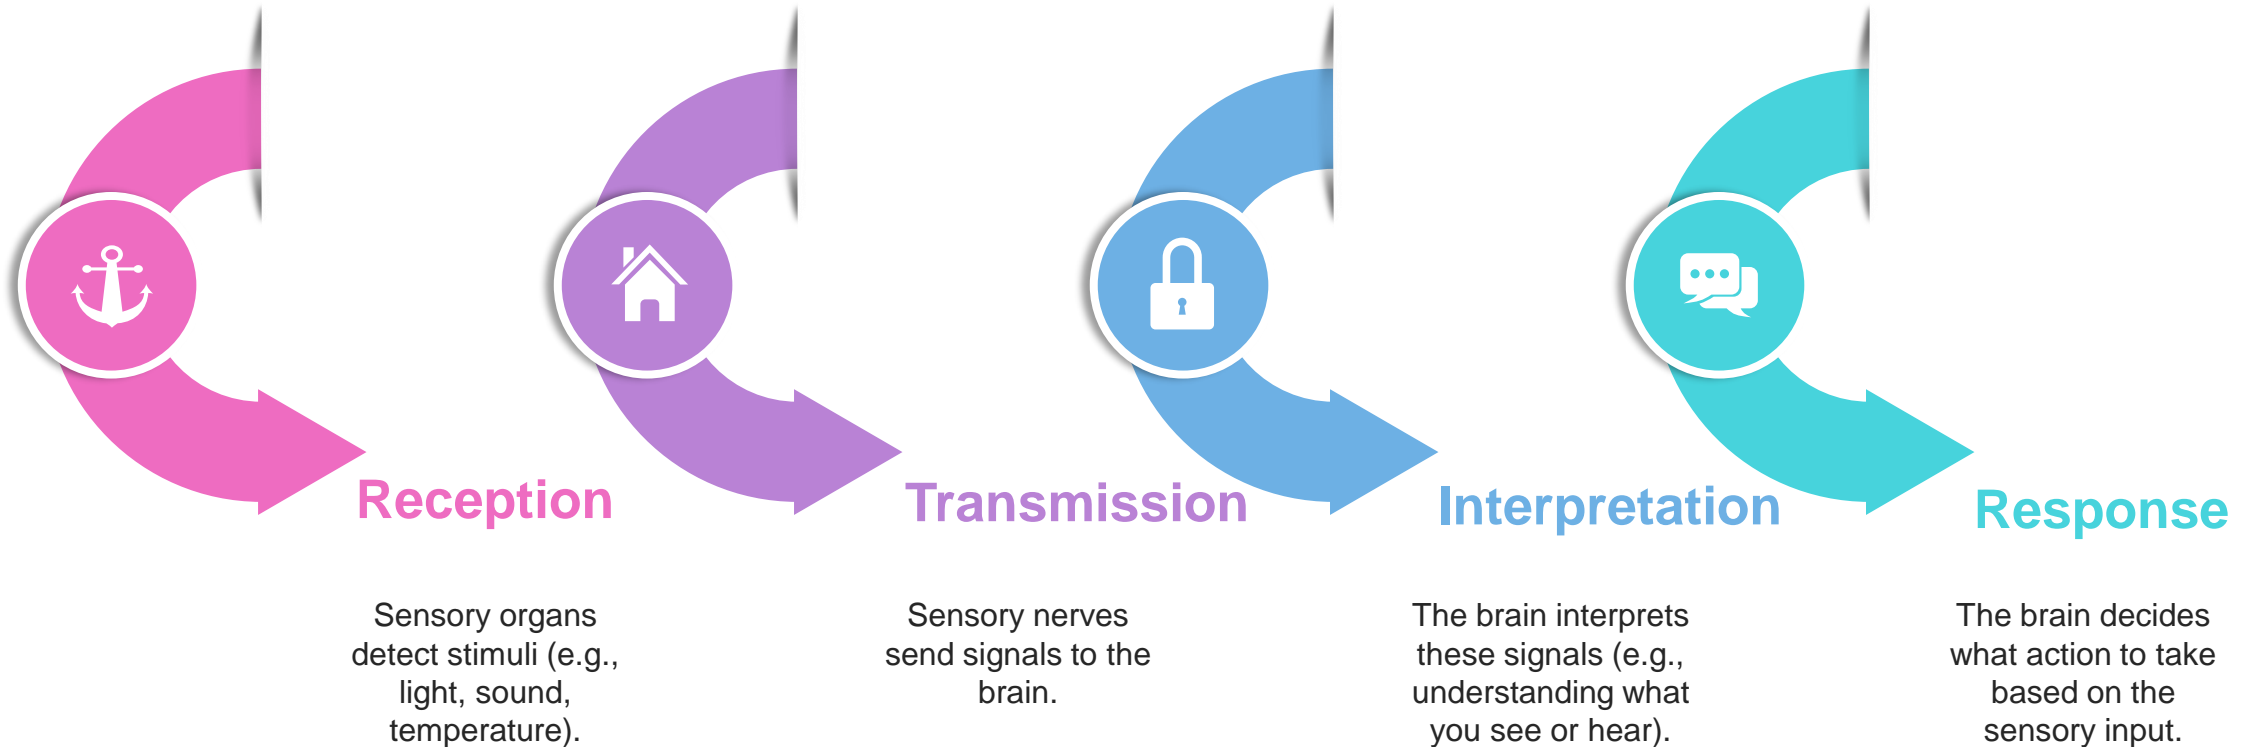 Reception
Sensory organs
detect stimuli (e.g.,
light, sound,
temperature).
Transmission
Sensory nerves
send signals to the
brain.
Interpretation
The brain interprets
these signals (e.g.,
understanding what
you see or hear).
Response
The brain decides
what action to take
based on the
sensory input.